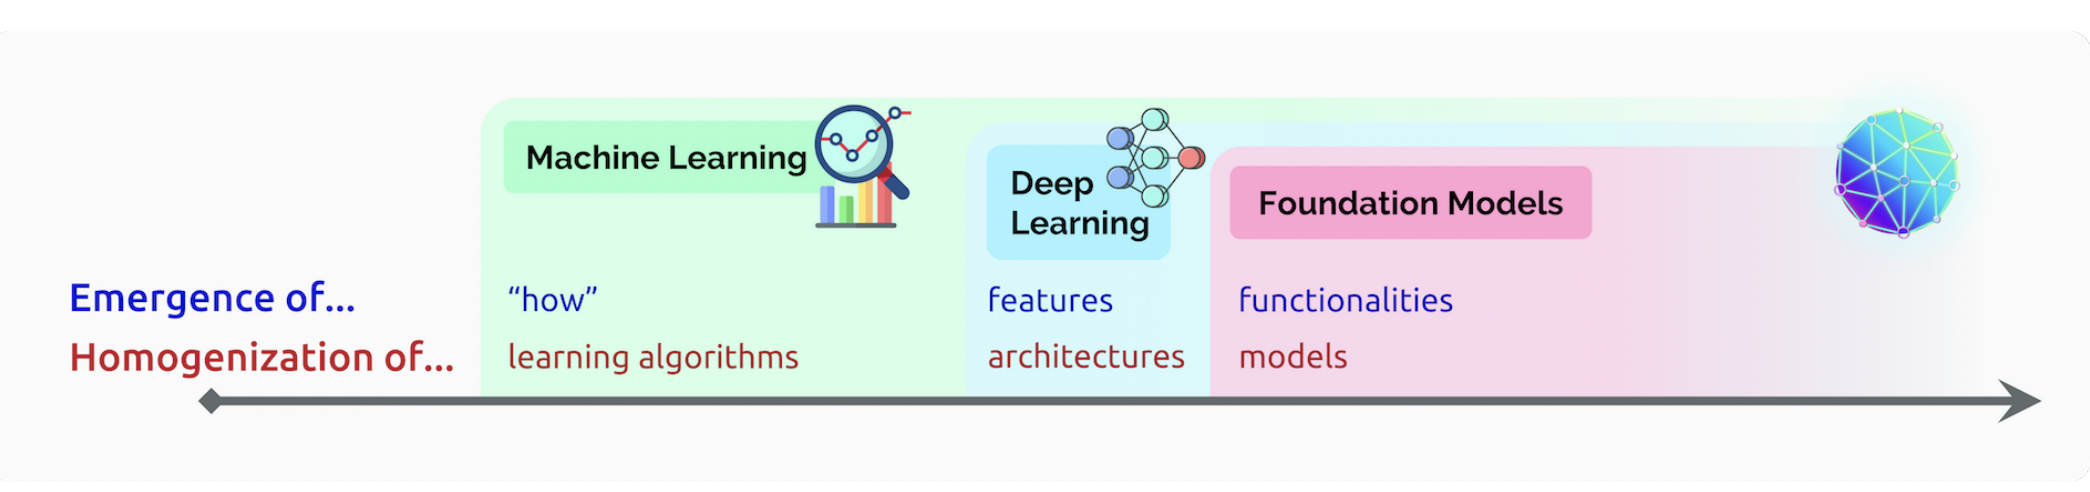 Machine Learning
Deep
Learning
Foundation Models
Emergence of...
“how”
features
functionalities
Homogenization of...
learning algorithms
architectures
models